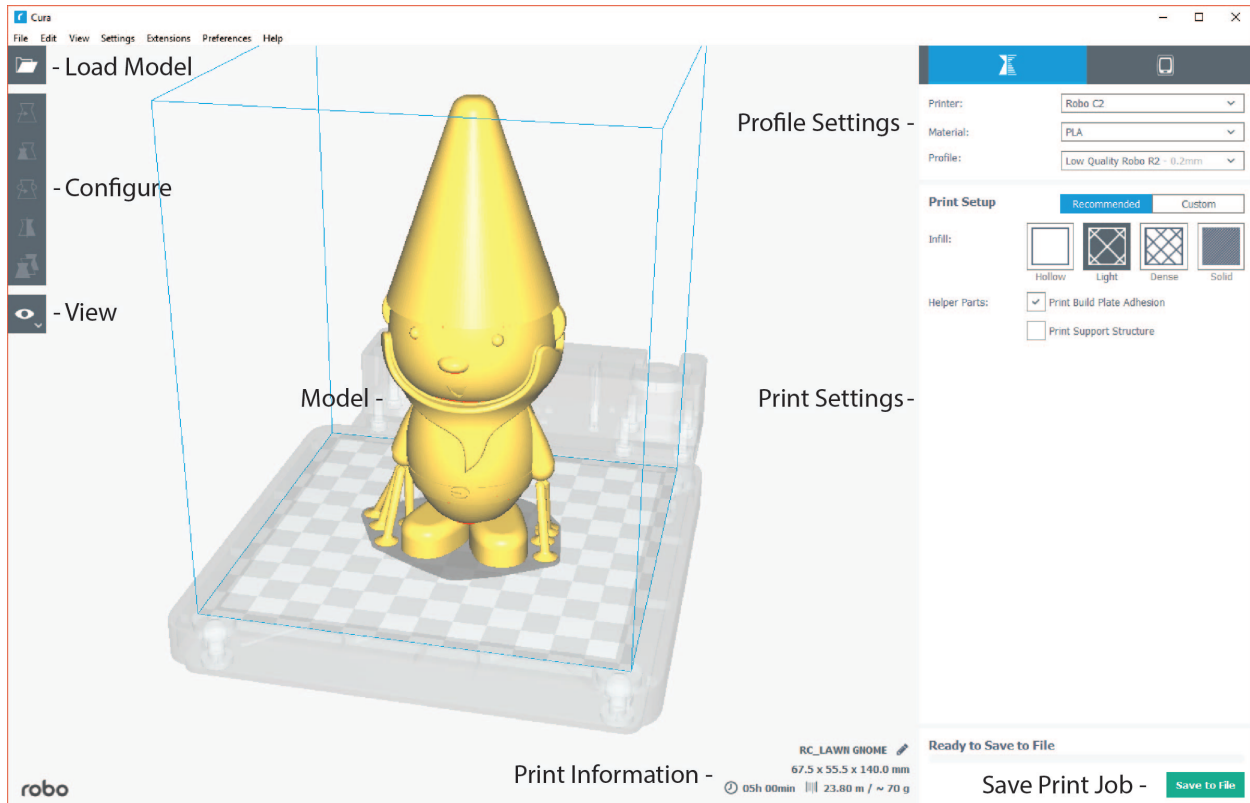 Cura
File Edit View Settings Extensions Preferences Help
- Load Model
- Configure
- View
Model -
Profile Settings -
Printer: Robo C2
Material: PLA
Profile: Low Quality Robo R2 - 0.2mm
Print Setup Recommended Custom
Infill:
Hollow Light Dense Solid
Helper Parts: Print Build Plate Adhesion
Print Support Structure
Print Settings-
RC_LAWN GNOME
67.5 x 55.5 x 140.0 mm
Print Information -
05h 00min 23.80 m / ~ 70 g
Ready to Save to File
Save Print Job -
Save to File
robo